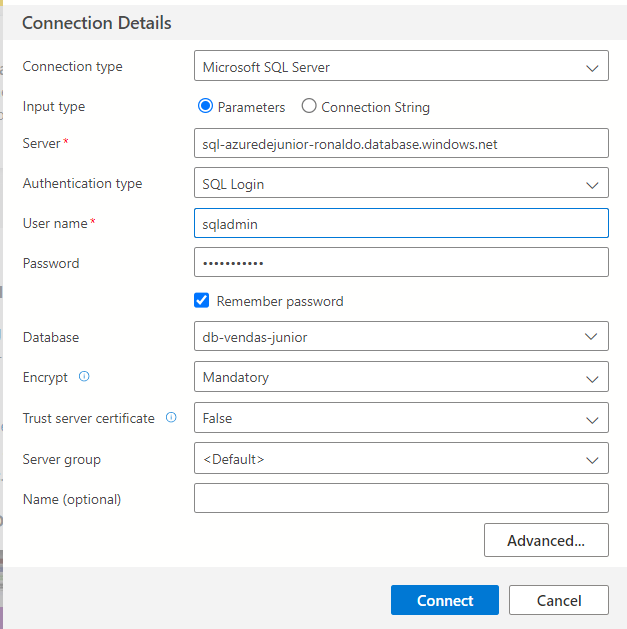 Connection Details
Connection type Microsoft SQL Server
Input type Parameters Connection String
Server* sql-azuredejunior-ronaldo.database.windows.net
Authentication type SQL Login
User name* sqladmin
Password •••••••••••
Remember password
Database db-vendas-junior
Encrypt Mandatory
Trust server certificate False
Server group <Default>
Name (optional)
Advanced...
Connect Cancel